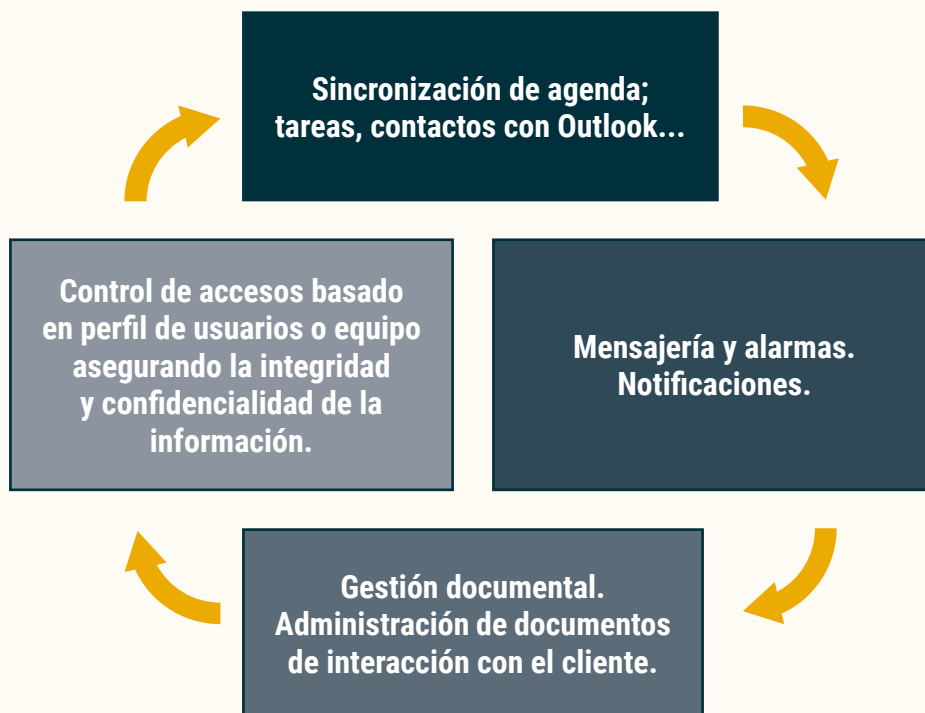 Sincronización de agenda;
tareas, contactos con Outlook...
Control de accesos basado
en perfil de usuarios o equipo
asegurando la integridad
y confidencialidad de la
información.
Mensajería y alarmas.
Notificaciones.
Gestión documental.
Administración de documentos
de interacción con el cliente.